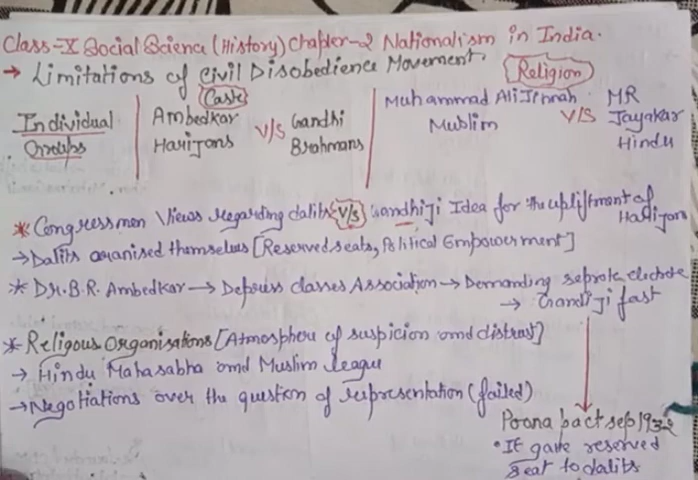 Class-X Social Science (History) Chapter-2 Nationalism in India.
→ Limitations of Civil Disobedience Movement.
Religion
Caste
Individual
Groups
Ambedkar
Harijans
V/S
Gandhi
Brahmans
Muhammad Ali Jinnah
Muslim
V/S
MR
Jayakar
Hindu
* Congressmen Views regarding dalits V/S Gandhiji Idea for the upliftment of
Harijan
→ Dalits organised themselves [Reserved seats, Political Empowerment]
* Dr. B.R. Ambedkar → Depress classes Association → Demanding seprate electorte
→ Gandiji fast
* Religous Organisations [Atmosphere of suspicion and distrust]
→ Hindu Mahasabha and Muslim league
→ Negotiations over the question of representation (failed)
Poona pact sep 1932
• It gave reserved
seat to dalits